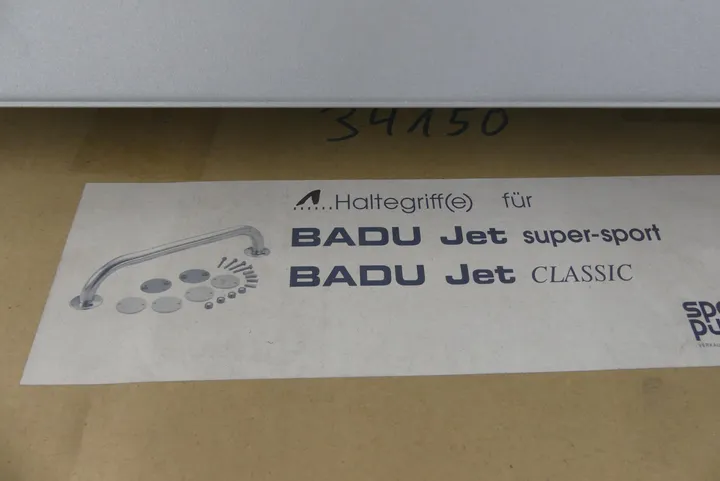 34150
...Haltegriff(e) für
BADU Jet super-sport
BADU Jet CLASSIC